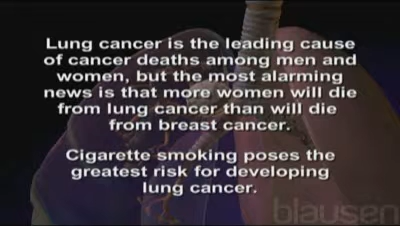 Lung cancer is the leading cause
of cancer deaths among men and
women, but the most alarming
news is that more women will die
from lung cancer than will die
from breast cancer.
Cigarette smoking poses the
greatest risk for developing
lung cancer.
blausen